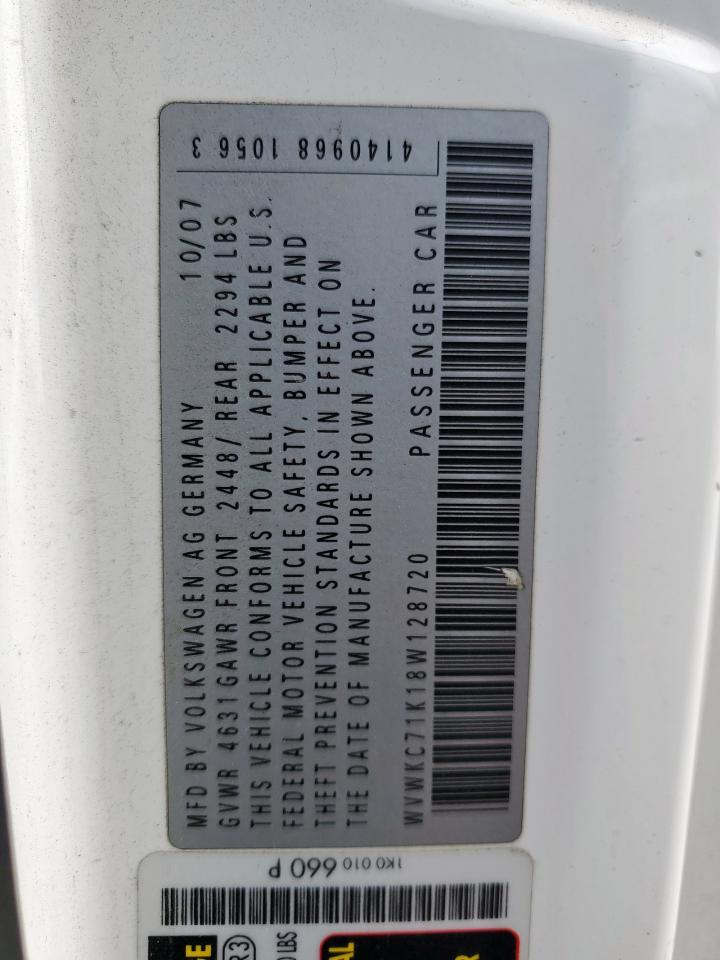 MFD BY VOLKSWAGEN AG GERMANY 10/07
GVWR 4631 GAWR FRONT 2448/ REAR 2294 LBS
THIS VEHICLE CONFORMS TO ALL APPLICABLE U.S.
FEDERAL MOTOR VEHICLE SAFETY, BUMPER AND
THEFT PREVENTION STANDARDS IN EFFECT ON
THE DATE OF MANUFACTURE SHOWN ABOVE.
WVWKC71K18W128720 PASSENGER CAR
4140968 1056 3
1K0 010 660 P
LBS